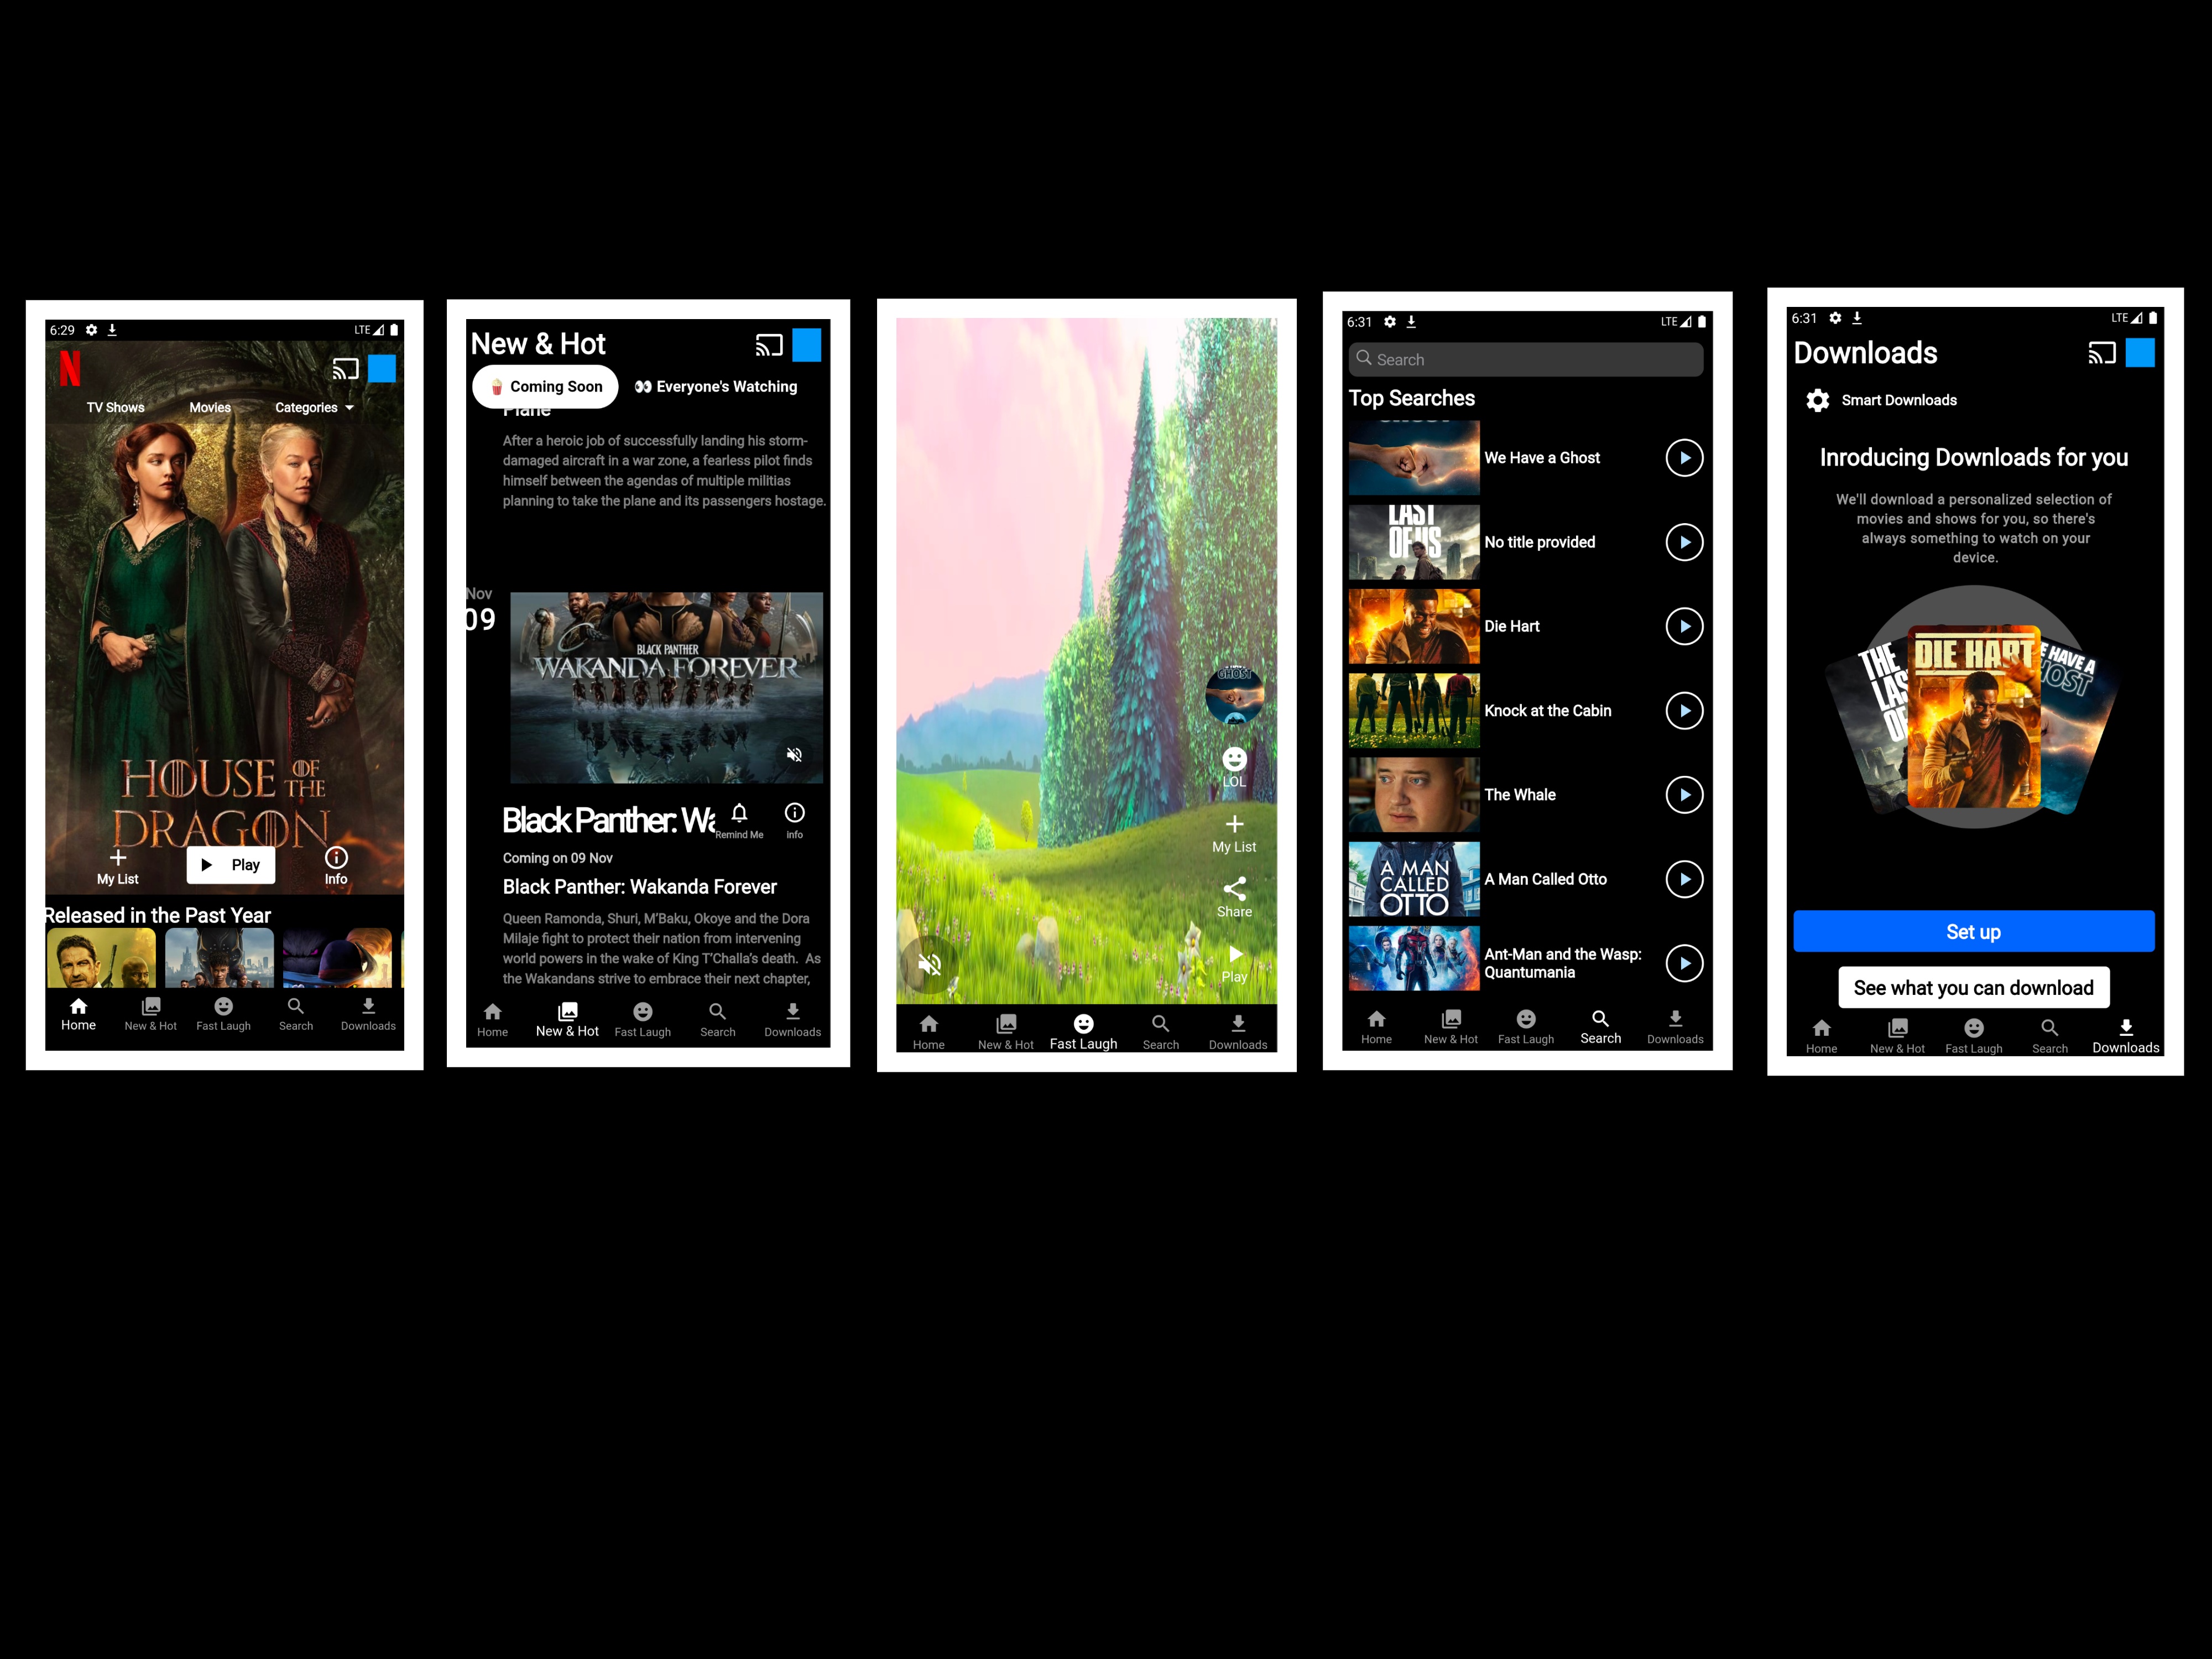 6:29
LTE
N
TV Shows
Movies
Categories
HOUSE OF THE
DRAGON
My List
Play
Info
Released in the Past Year
Home
New & Hot
Fast Laugh
Search
Downloads
New & Hot
Coming Soon
Everyone's Watching
Plane
After a heroic job of successfully landing his storm-
damaged aircraft in a war zone, a fearless pilot finds
himself between the agendas of multiple militias
planning to take the plane and its passengers hostage.
Nov
09
BLACK PANTHER
WAKANDA FOREVER
Black Panther: Wa
Remind Me
info
Coming on 09 Nov
Black Panther: Wakanda Forever
Queen Ramonda, Shuri, M'Baku, Okoye and the Dora
Milaje fight to protect their nation from intervening
world powers in the wake of King T'Challa's death. As
the Wakandans strive to embrace their next chapter,
Home
New & Hot
Fast Laugh
Search
Downloads
GHOST
LOL
My List
Share
Play
Home
New & Hot
Fast Laugh
Search
Downloads
6:31
LTE
Search
Top Searches
We Have a Ghost
LAST
OF US
No title provided
Die Hart
Knock at the Cabin
The Whale
A MAN
CALLED
OTTO
A Man Called Otto
Ant-Man and the Wasp:
Quantumania
Home
New & Hot
Fast Laugh
Search
Downloads
6:31
LTE
Downloads
Smart Downloads
Inroducing Downloads for you
We'll download a personalized selection of
movies and shows for you, so there's
always something to watch on your
device.
THE
LAS
OF
DIE HART
E HAVE A
HOST
Set up
See what you can download
Home
New & Hot
Fast Laugh
Search
Downloads